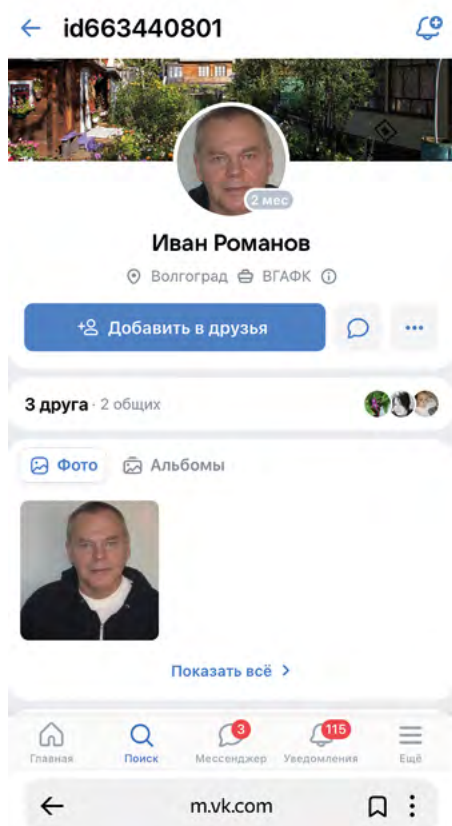 id663440801
2 мес
Иван Романов
Волгоград ВГАФК
Добавить в друзья
3 друга · 2 общих
Фото Альбомы
Показать всё
3 115
Главная Поиск Мессенджер Уведомления Ещё
m.vk.com